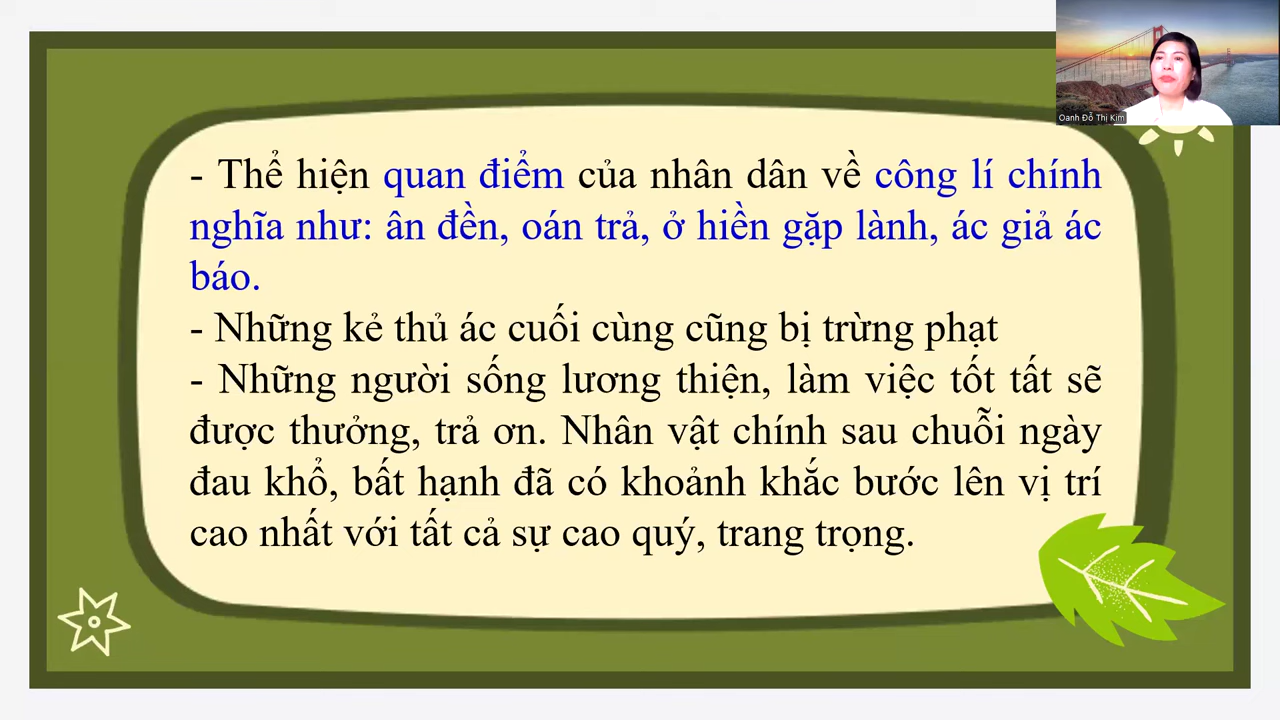 Oanh Đỗ Thị Kim
- Thể hiện quan điểm của nhân dân về công lí chính
nghĩa như: ân đền, oán trả, ở hiền gặp lành, ác giả ác
báo.
- Những kẻ thủ ác cuối cùng cũng bị trừng phạt
- Những người sống lương thiện, làm việc tốt tất sẽ
được thưởng, trả ơn. Nhân vật chính sau chuỗi ngày
đau khổ, bất hạnh đã có khoảnh khắc bước lên vị trí
cao nhất với tất cả sự cao quý, trang trọng.